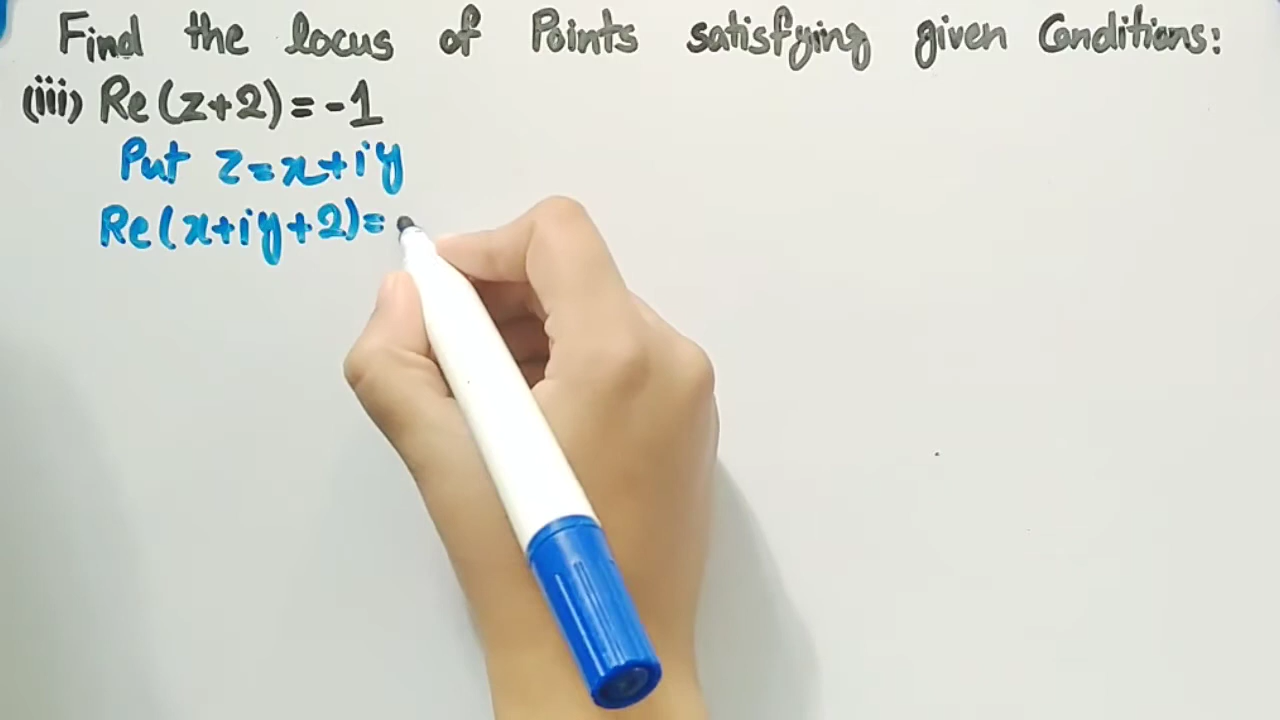 Find the locus of Points satisfying given Conditions:
(iii) Re(z+2)=-1
Put z=x+iy
Re(x+iy+2)=